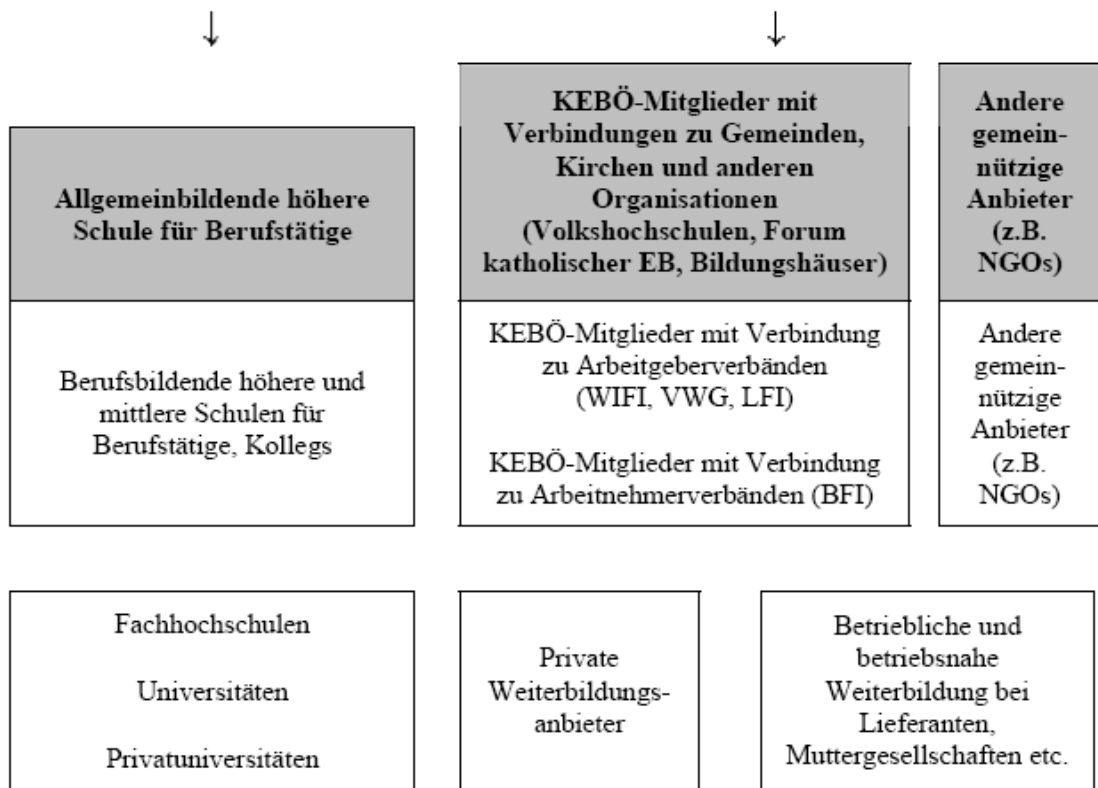 Allgemeinbildende höhere
Schule für Berufstätige
Berufsbildende höhere und
mittlere Schulen für
Berufstätige, Kollegs
KEBÖ-Mitglieder mit
Verbindungen zu Gemeinden,
Kirchen und anderen
Organisationen
(Volkshochschulen, Forum
katholischer EB, Bildungshäuser)
KEBÖ-Mitglieder mit Verbindung
zu Arbeitgeberverbänden
(WIFI, VWG, LFI)
KEBÖ-Mitglieder mit Verbindung
zu Arbeitnehmerverbänden (BFI)
Andere
gemein-
nützige
Anbieter
(z.B.
NGOs)
Andere
gemein-
nützige
Anbieter
(z.B.
NGOs)
Fachhochschulen
Universitäten
Privatuniversitäten
Private
Weiterbildungs-
anbieter
Betriebliche und
betriebsnahe
Weiterbildung bei
Lieferanten,
Muttergesellschaften etc.